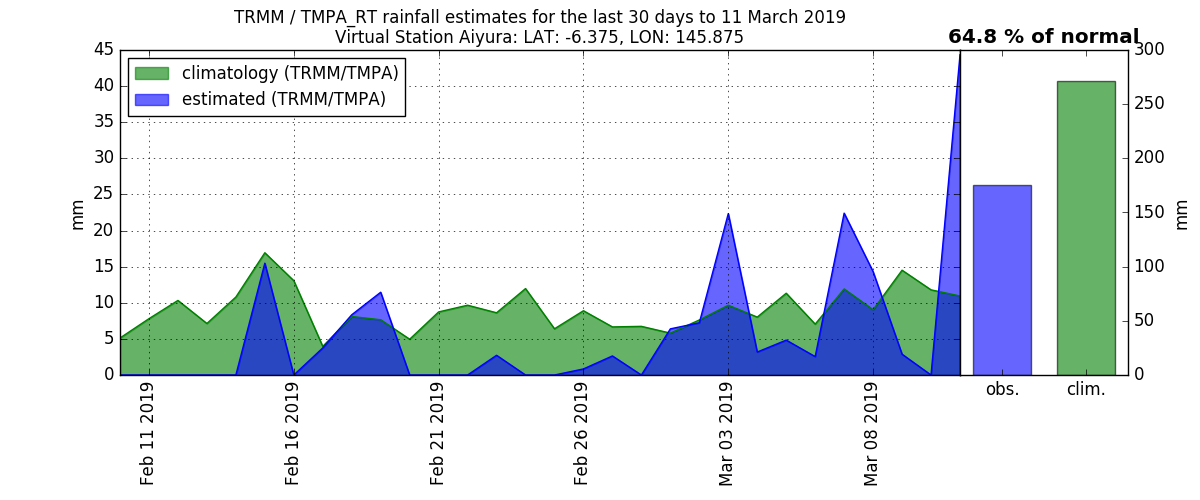 TRMM / TMPA_RT rainfall estimates for the last 30 days to 11 March 2019
Virtual Station Aiyura: LAT: -6.375, LON: 145.875
64.8 % of normal
climatology (TRMM/TMPA)
estimated (TRMM/TMPA)
45
40
35
30
25
20
15
10
5
0
mm
300
250
200
150
100
50
0
mm
Feb 11 2019
Feb 16 2019
Feb 21 2019
Feb 26 2019
Mar 03 2019
Mar 08 2019
obs.
clim.